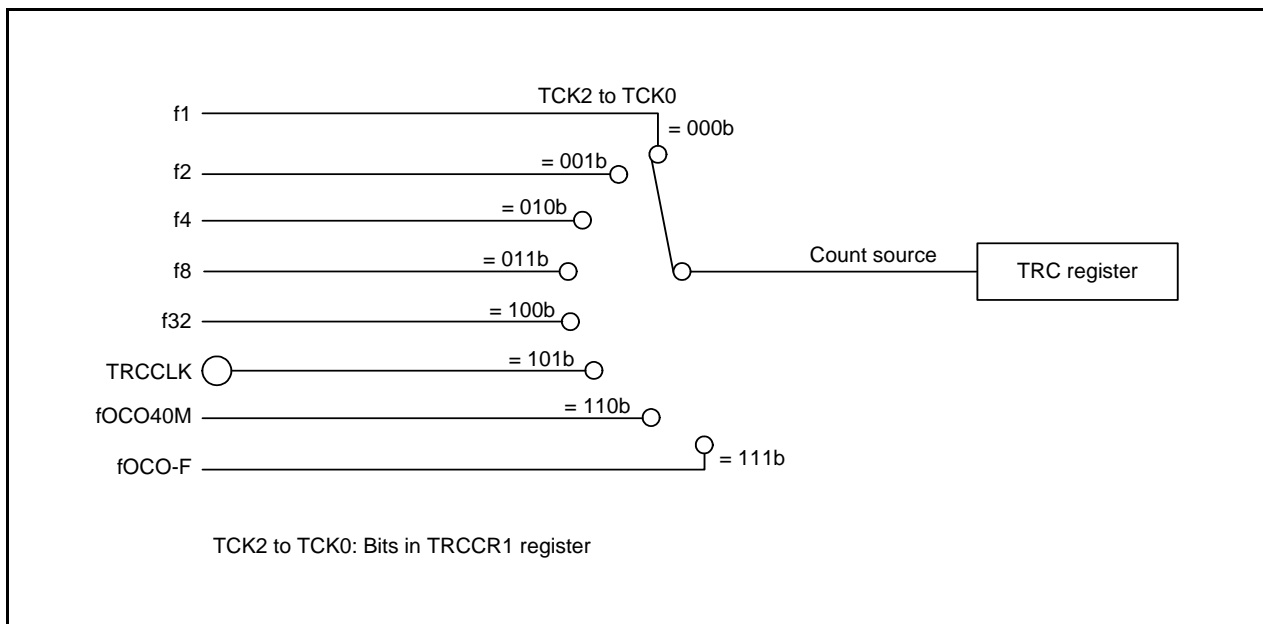 TCK2 to TCK0
f1
= 000b
f2
= 001b
f4
= 010b
f8
= 011b
Count source
TRC register
f32
= 100b
TRCCLK
= 101b
fOCO40M
= 110b
fOCO-F
= 111b
TCK2 to TCK0: Bits in TRCCR1 register